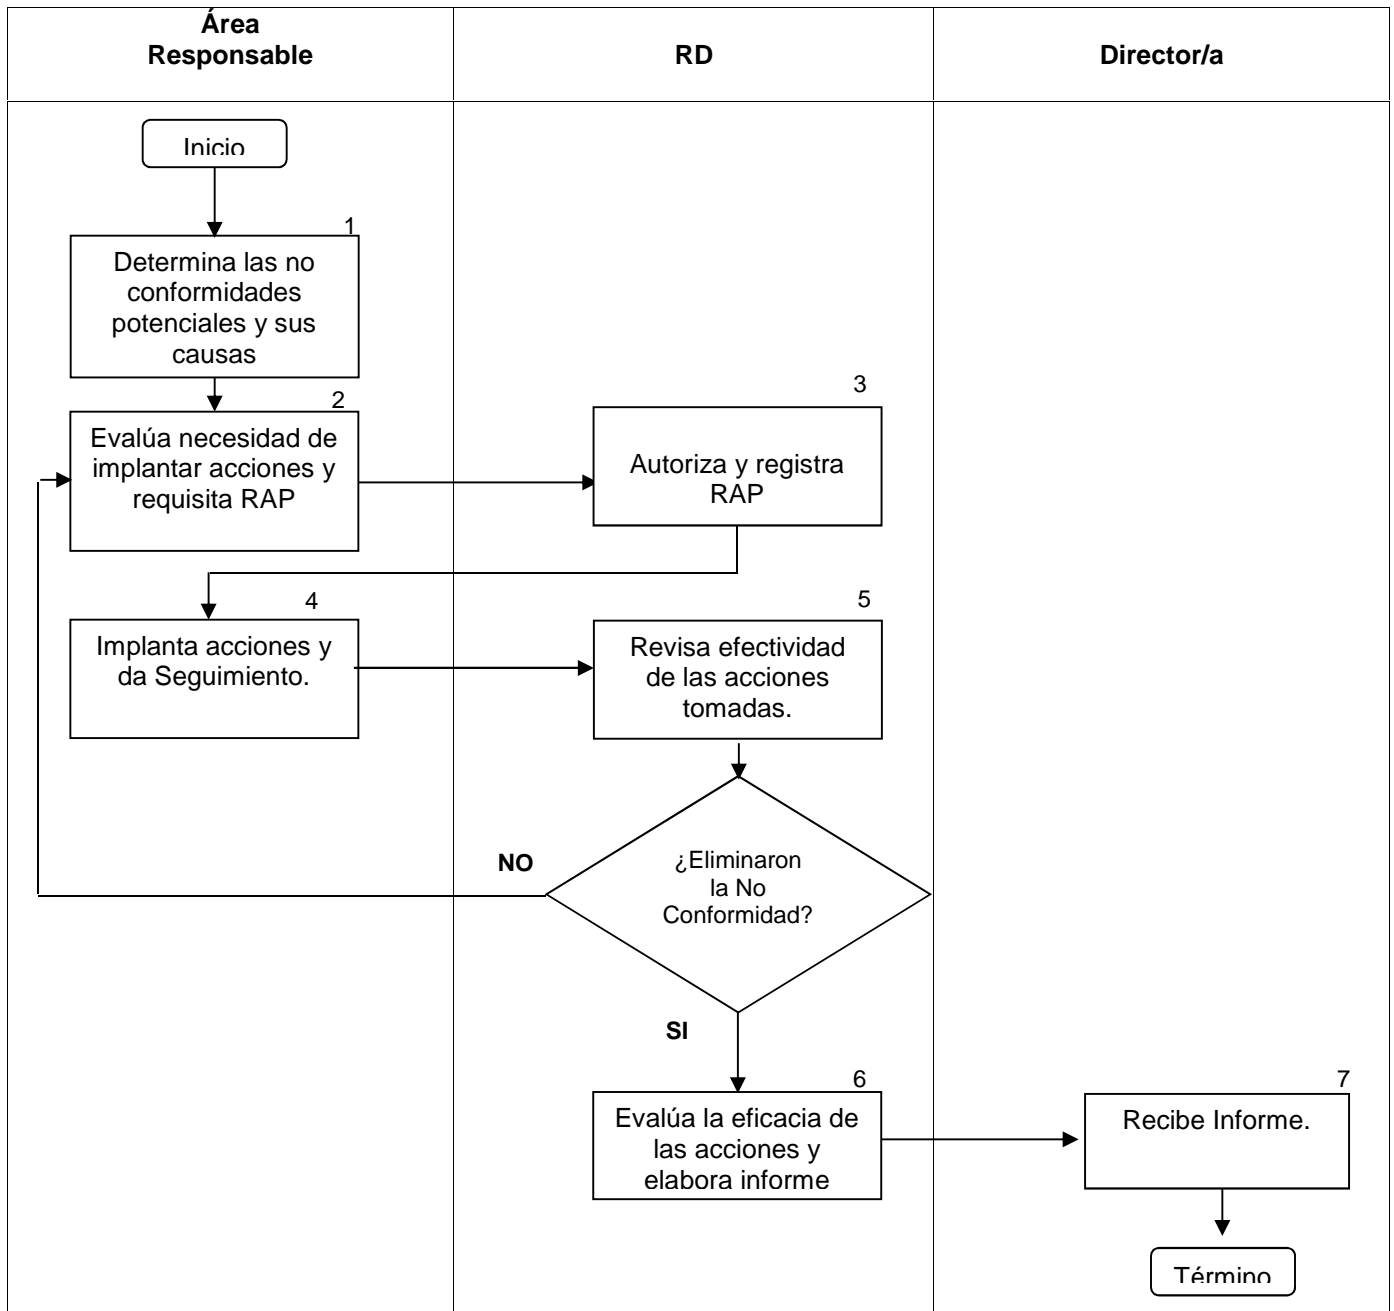 Área
Responsable
RD
Director/a
Inicio
1
Determina las no
conformidades
potenciales y sus
causas
2
Evalúa necesidad de
implantar acciones y
requisita RAP
3
Autoriza y registra
RAP
4
Implanta acciones y
da Seguimiento.
5
Revisa efectividad
de las acciones
tomadas.
¿Eliminaron
la No
Conformidad?
NO
SI
6
Evalúa la eficacia de
las acciones y
elabora informe
7
Recibe Informe.
Término